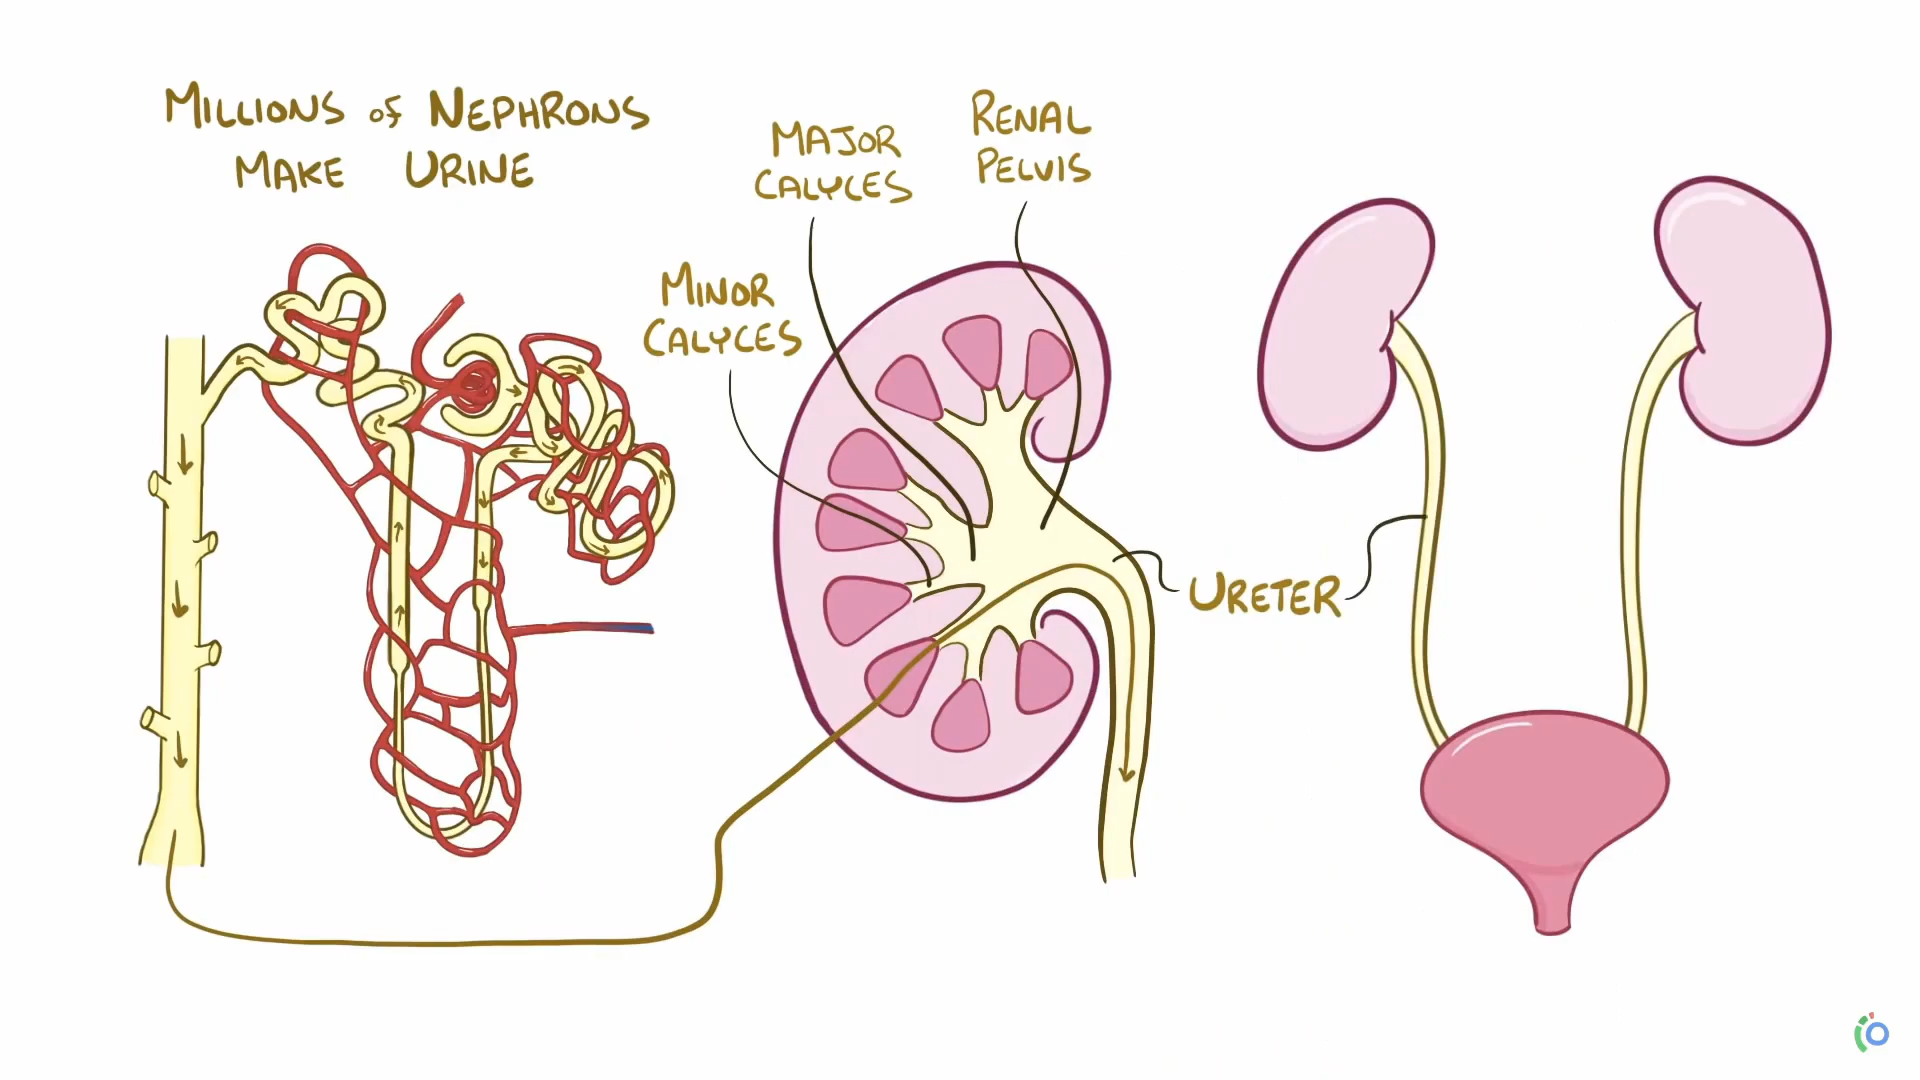 MILLIONS of NEPHRONS
MAKE URINE
MAJOR
CALYCES
RENAL
PELVIS
MINOR
CALYCES
URETER